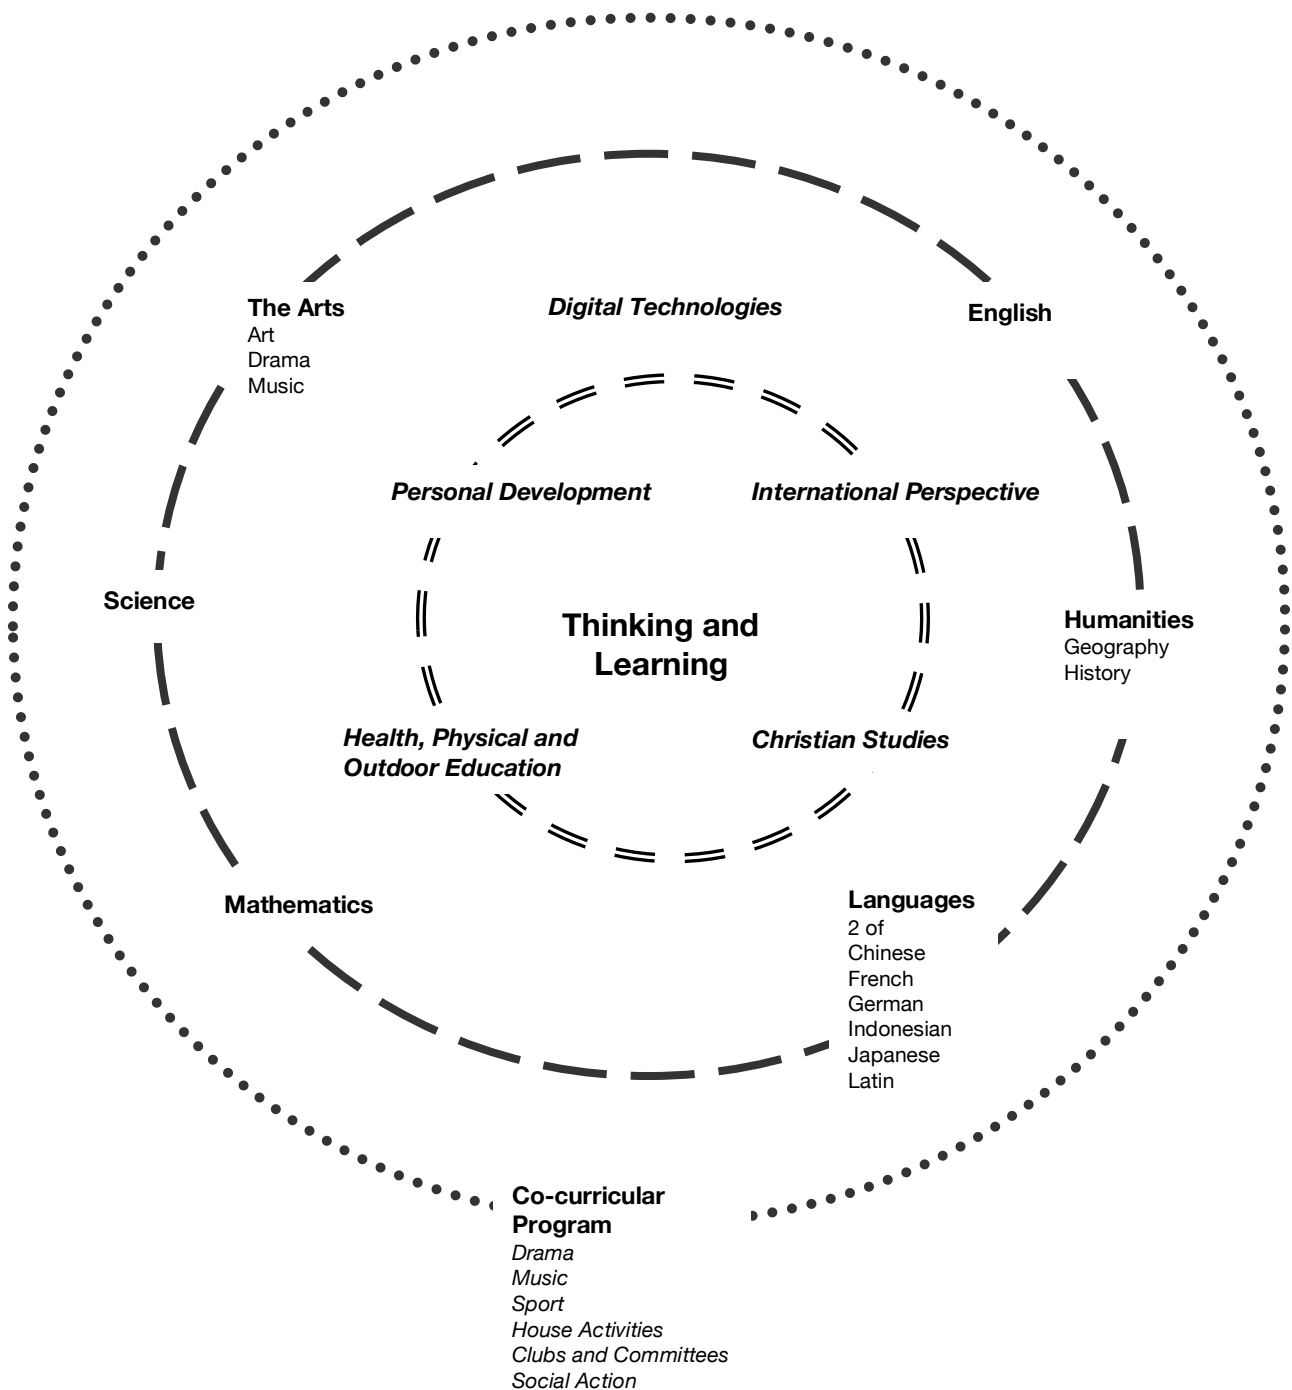 The Arts
Art
Drama
Music
Digital Technologies
English
Personal Development
International Perspective
Science
Thinking and
Learning
Humanities
Geography
History
Health, Physical and
Outdoor Education
Christian Studies
Mathematics
Languages
2 of
Chinese
French
German
Indonesian
Japanese
Latin
Co-curricular
Program
Drama
Music
Sport
House Activities
Clubs and Committees
Social Action